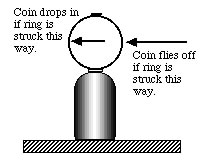 Coin drops in
if ring is
struck this
way.
Coin flies off
if ring is
struck this
way.